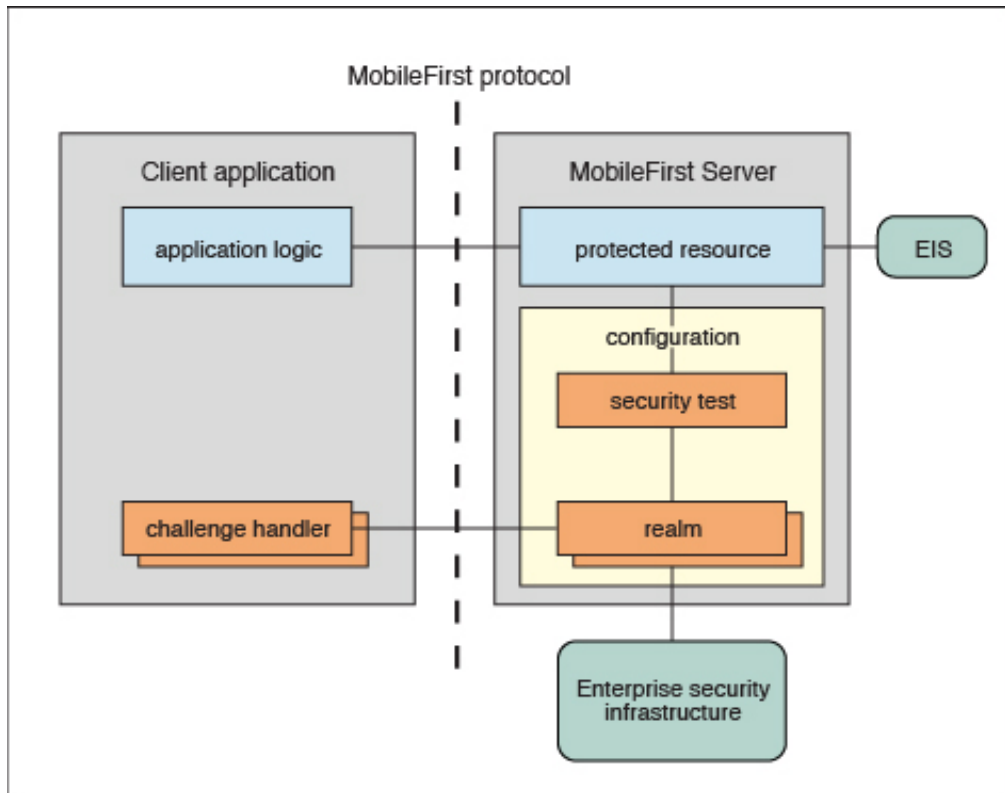 MobileFirst protocol
Client application
MobileFirst Server
application logic
protected resource
EIS
configuration
security test
challenge handler
realm
Enterprise security
infrastructure